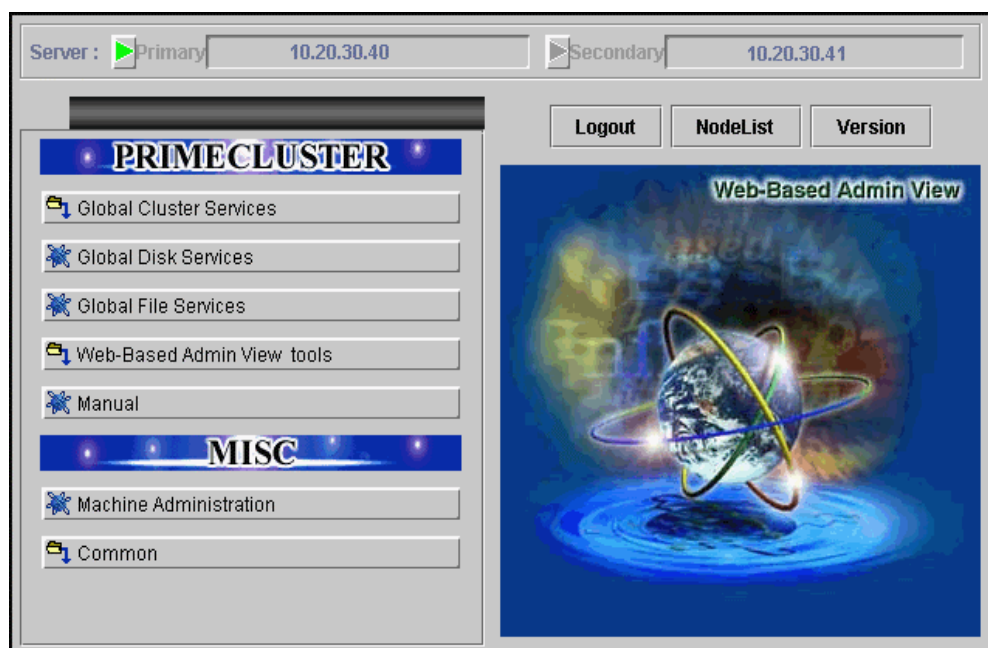 Server : Primary 10.20.30.40 Secondary 10.20.30.41
Logout NodeList Version
PRIMECLUSTER
Global Cluster Services
Global Disk Services
Global File Services
Web-Based Admin View tools
Manual
MISC
Machine Administration
Common
Web-Based Admin View